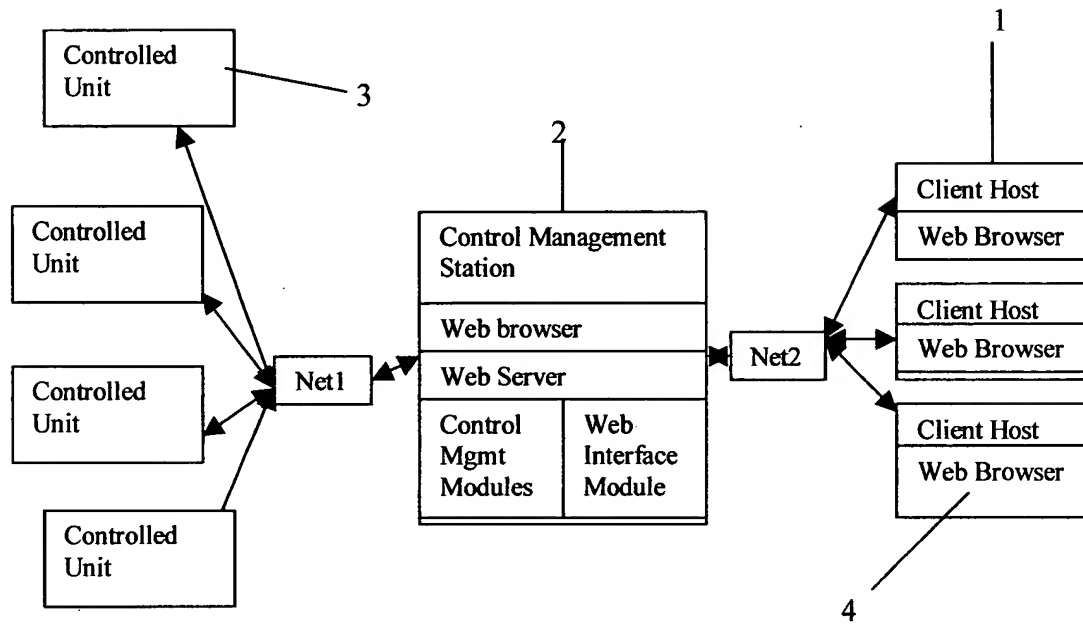 1
Controlled
Unit
3
2
Client Host
Web Browser
Controlled
Unit
Control Management
Station
Web browser
Web Server
Control
Mgmt
Modules
Web
Interface
Module
Net1
Net2
Client Host
Web Browser
Controlled
Unit
Client Host
Web Browser
Controlled
Unit
4